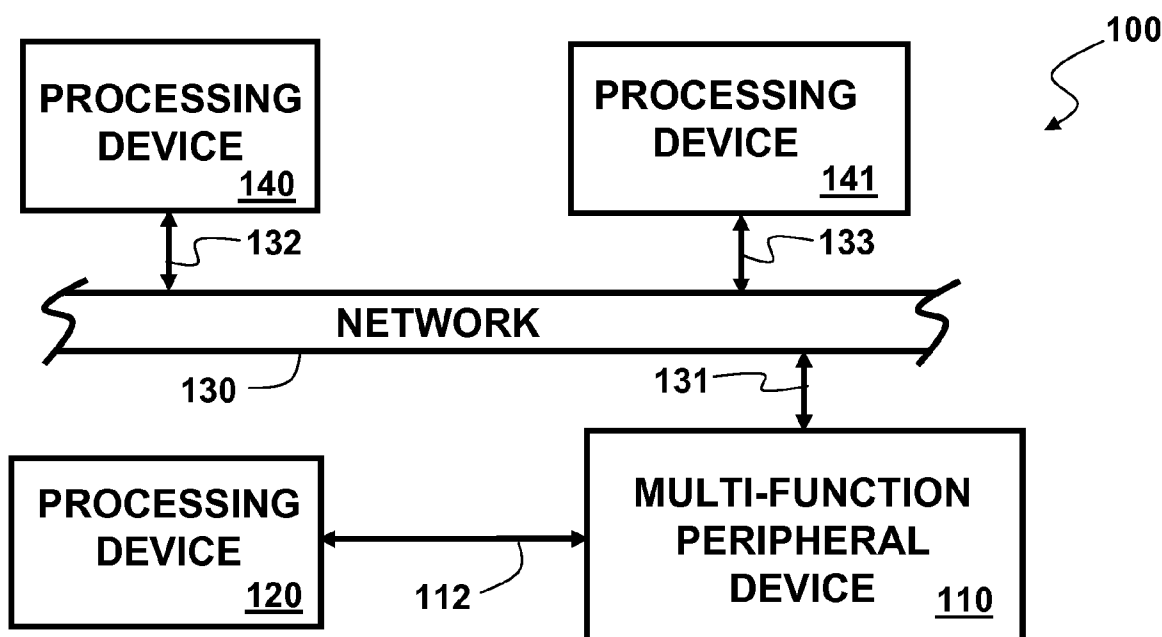 100
PROCESSING
DEVICE
140
PROCESSING
DEVICE
141
132
133
NETWORK
130
131
PROCESSING
DEVICE
120
112
MULTI-FUNCTION
PERIPHERAL
DEVICE
110